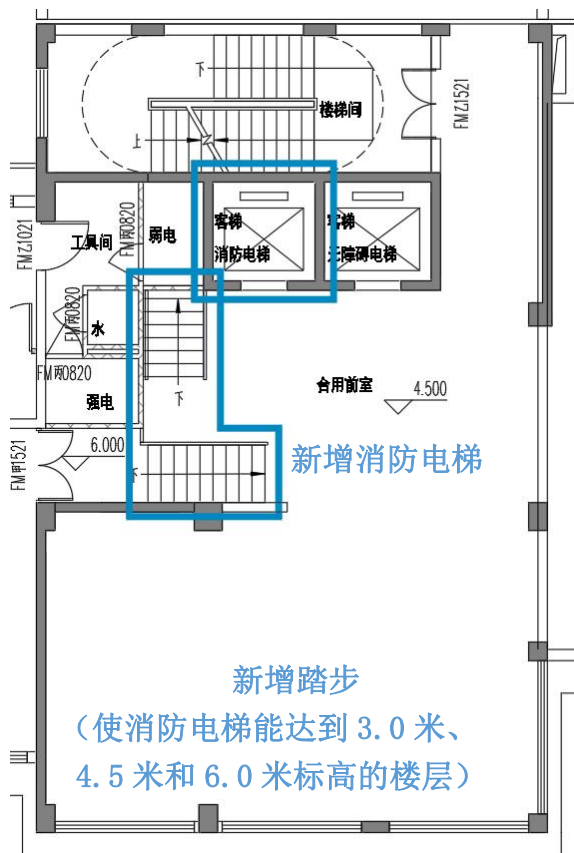 下
FMZ1521
楼梯间
上
FMZ1021
工具间
FM丙0820
弱电
客梯
消防电梯
客梯
无障碍电梯
FM丙0820
水
FM丙0820
强电
下
合用前室
4.500
FM甲1521
6.000
下
新增消防电梯
新增踏步
（使消防电梯能达到 3.0 米、
4.5 米和 6.0 米标高的楼层）